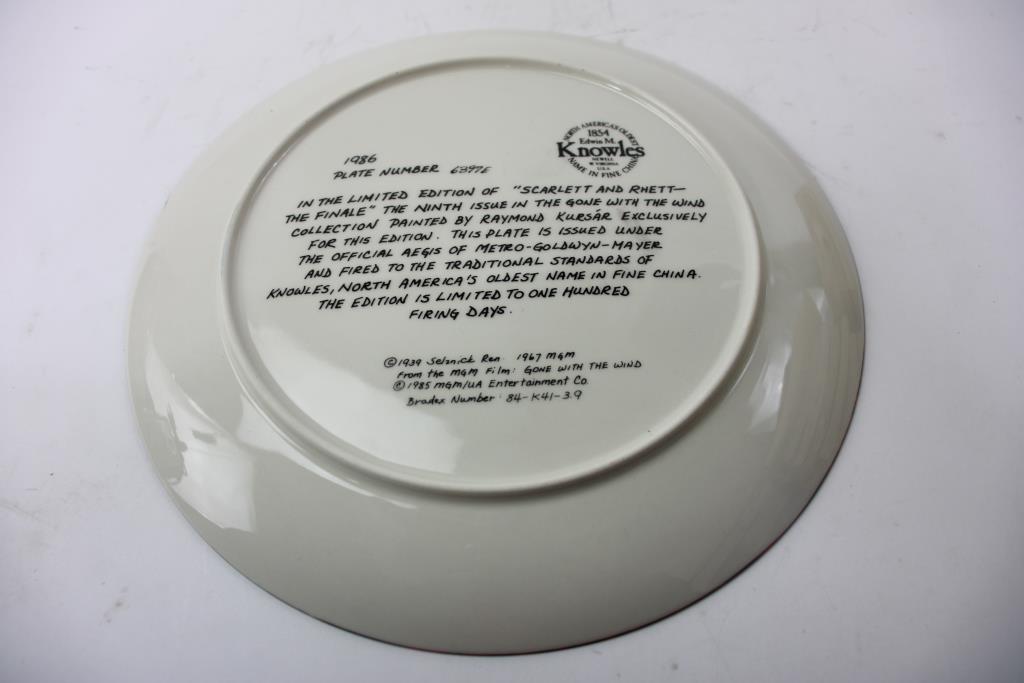 NORTH AMERICA'S OLDEST
1854
Edwin M.
Knowles
NEWELL
W. VIRGINIA
U.S.A.
NAME IN FINE CHINA
1986
PLATE NUMBER 6397E
IN THE LIMITED EDITION OF "SCARLETT AND RHETT—
THE FINALE" THE NINTH ISSUE IN THE GONE WITH THE WIND
COLLECTION PAINTED BY RAYMOND KURSÁR EXCLUSIVELY
FOR THIS EDITION. THIS PLATE IS ISSUED UNDER
THE OFFICIAL AEGIS OF METRO-GOLDWYN-MAYER
AND FIRED TO THE TRADITIONAL STANDARDS OF
KNOWLES, NORTH AMERICA'S OLDEST NAME IN FINE CHINA.
THE EDITION IS LIMITED TO ONE HUNDRED
FIRING DAYS.
©1939 Selznick Ren. 1967 MGM
From the MGM Film: GONE WITH THE WIND
©1985 MGM/UA Entertainment Co.
Bradex Number: 84-K41-3.9